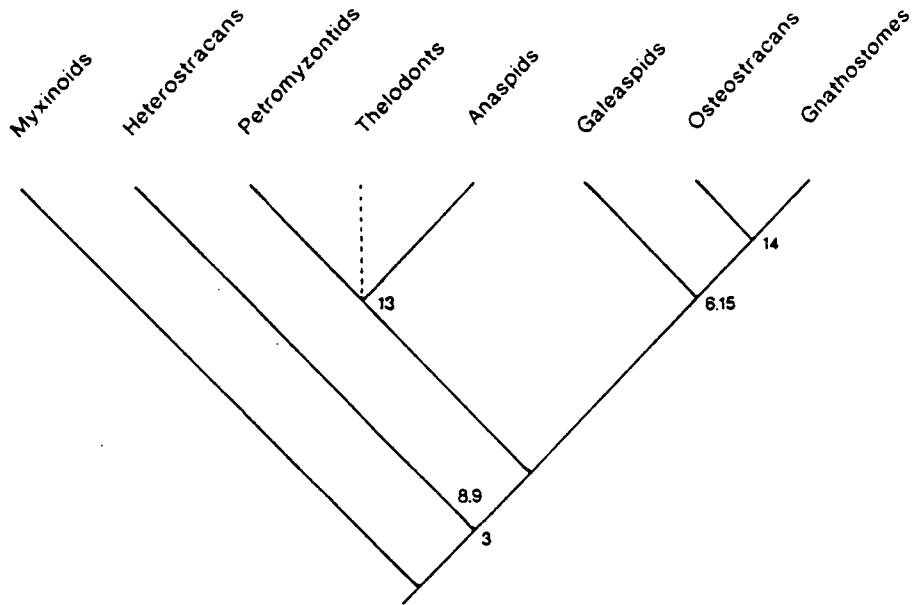 Myxinoids
Heterostracans
Petromyzontids
Thelodonts
Anaspids
Galeaspids
Osteostracans
Gnathostomes
14
13
6.15
8.9
3